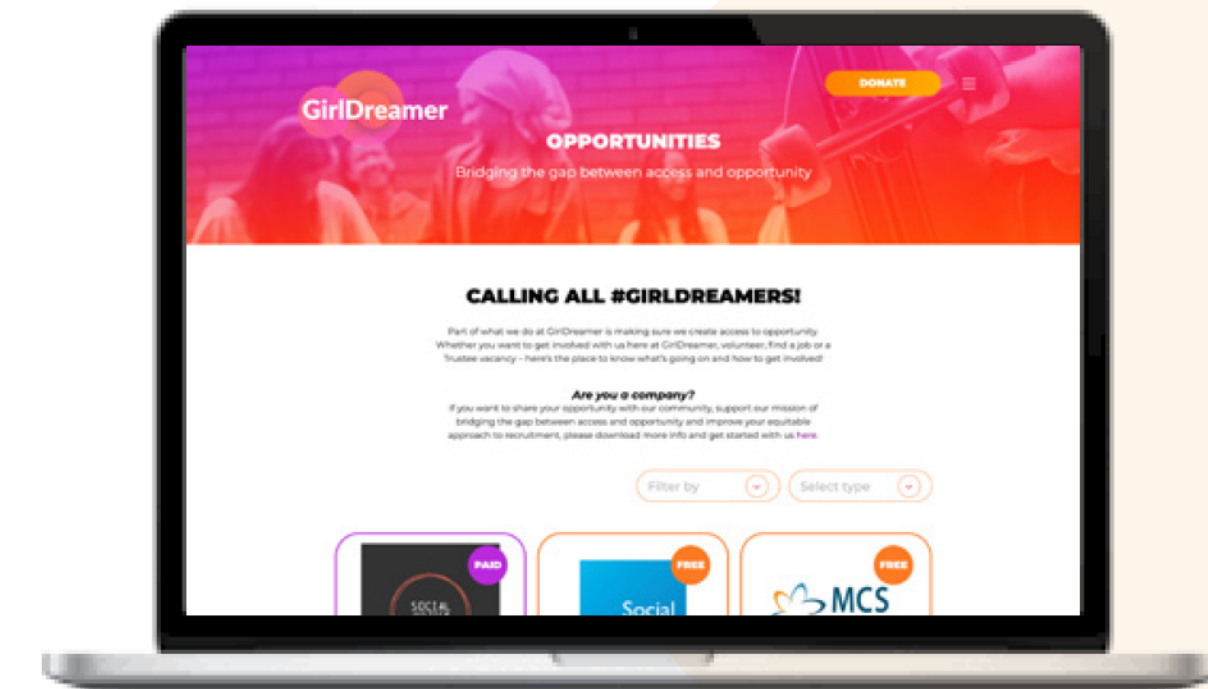 GirlDreamer
DONATE
OPPORTUNITIES
Bridging the gap between access and opportunity
CALLING ALL #GIRLDREAMERS!
Part of what we do at GirlDreamer is making sure we create access to opportunity.
Whether you want to get involved with us here at GirlDreamer, volunteer, find a job or a
Trustee vacancy – here's the place to know what's going on and how to get involved!
Are you a company?
If you want to share your opportunity with our community, support our mission of
bridging the gap between access and opportunity and improve your equitable
approach to recruitment, please download more info and get started with us here.
Filter by
Select type
PAID
FREE
FREE
SOCIAL
Social
MCS